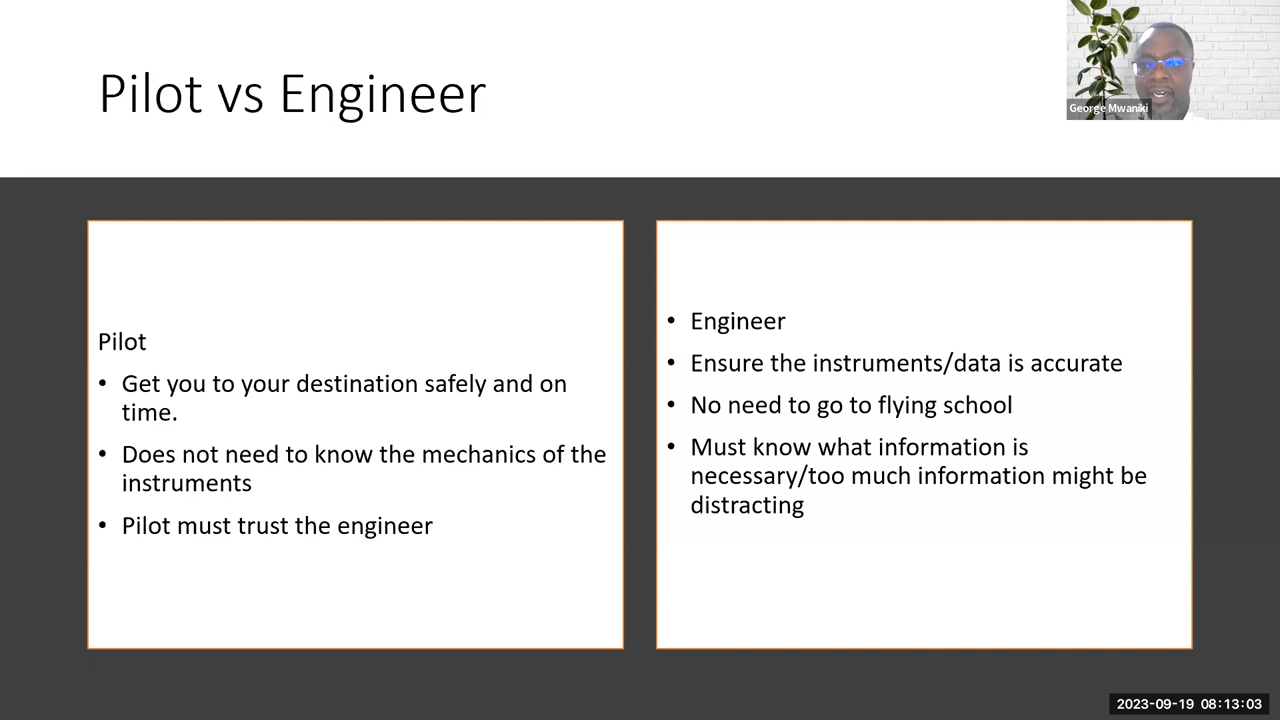 Pilot vs Engineer
George Mwaniki
Pilot
• Get you to your destination safely and on
time.
• Does not need to know the mechanics of the
instruments
• Pilot must trust the engineer
• Engineer
• Ensure the instruments/data is accurate
• No need to go to flying school
• Must know what information is
necessary/too much information might be
distracting
2023-09-19 08:13:03